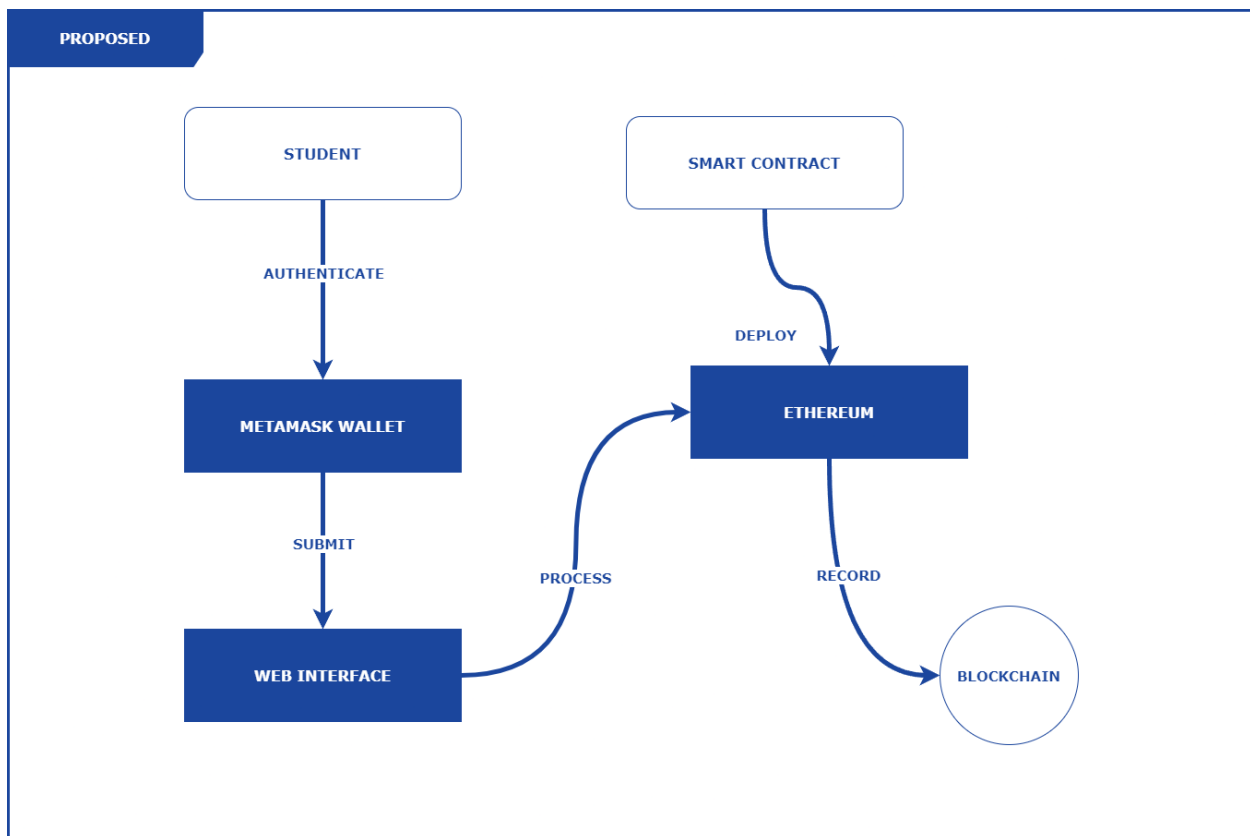 PROPOSED
STUDENT
SMART CONTRACT
AUTHENTICATE
DEPLOY
METAMASK WALLET
ETHEREUM
SUBMIT
PROCESS
RECORD
WEB INTERFACE
BLOCKCHAIN